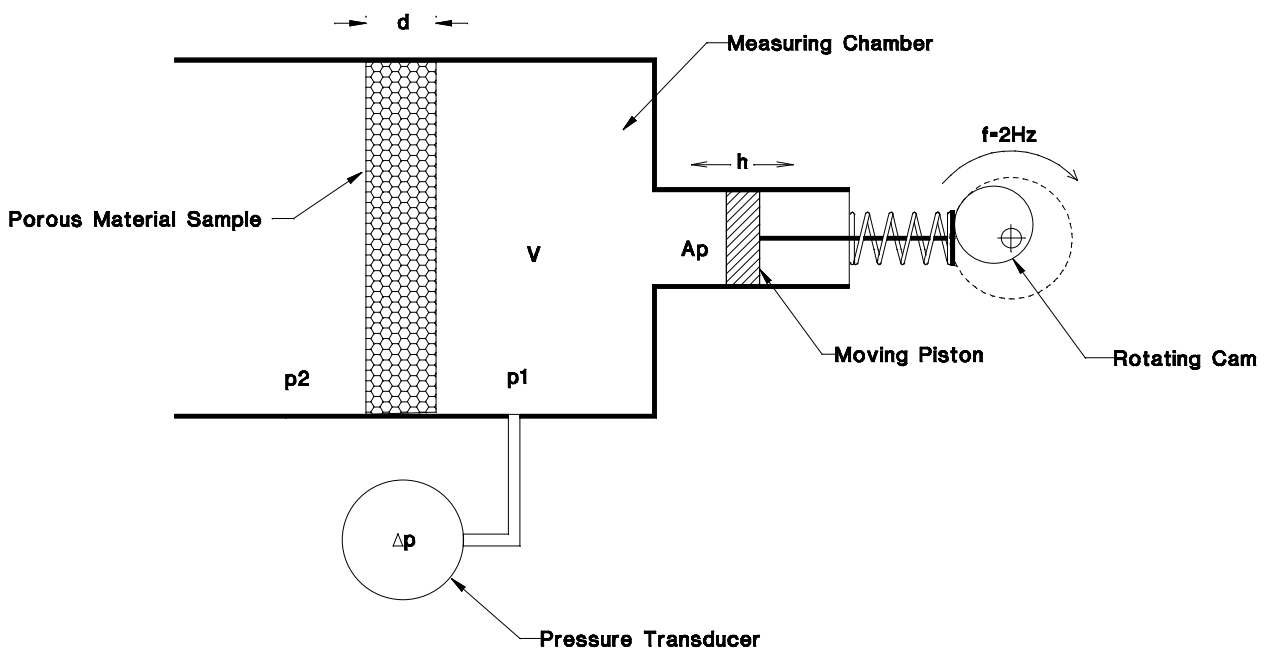 d
Measuring Chamber
f=2Hz
h
Porous Material Sample
V
Ap
Moving Piston
Rotating Cam
p2
p1
Δp
Pressure Transducer